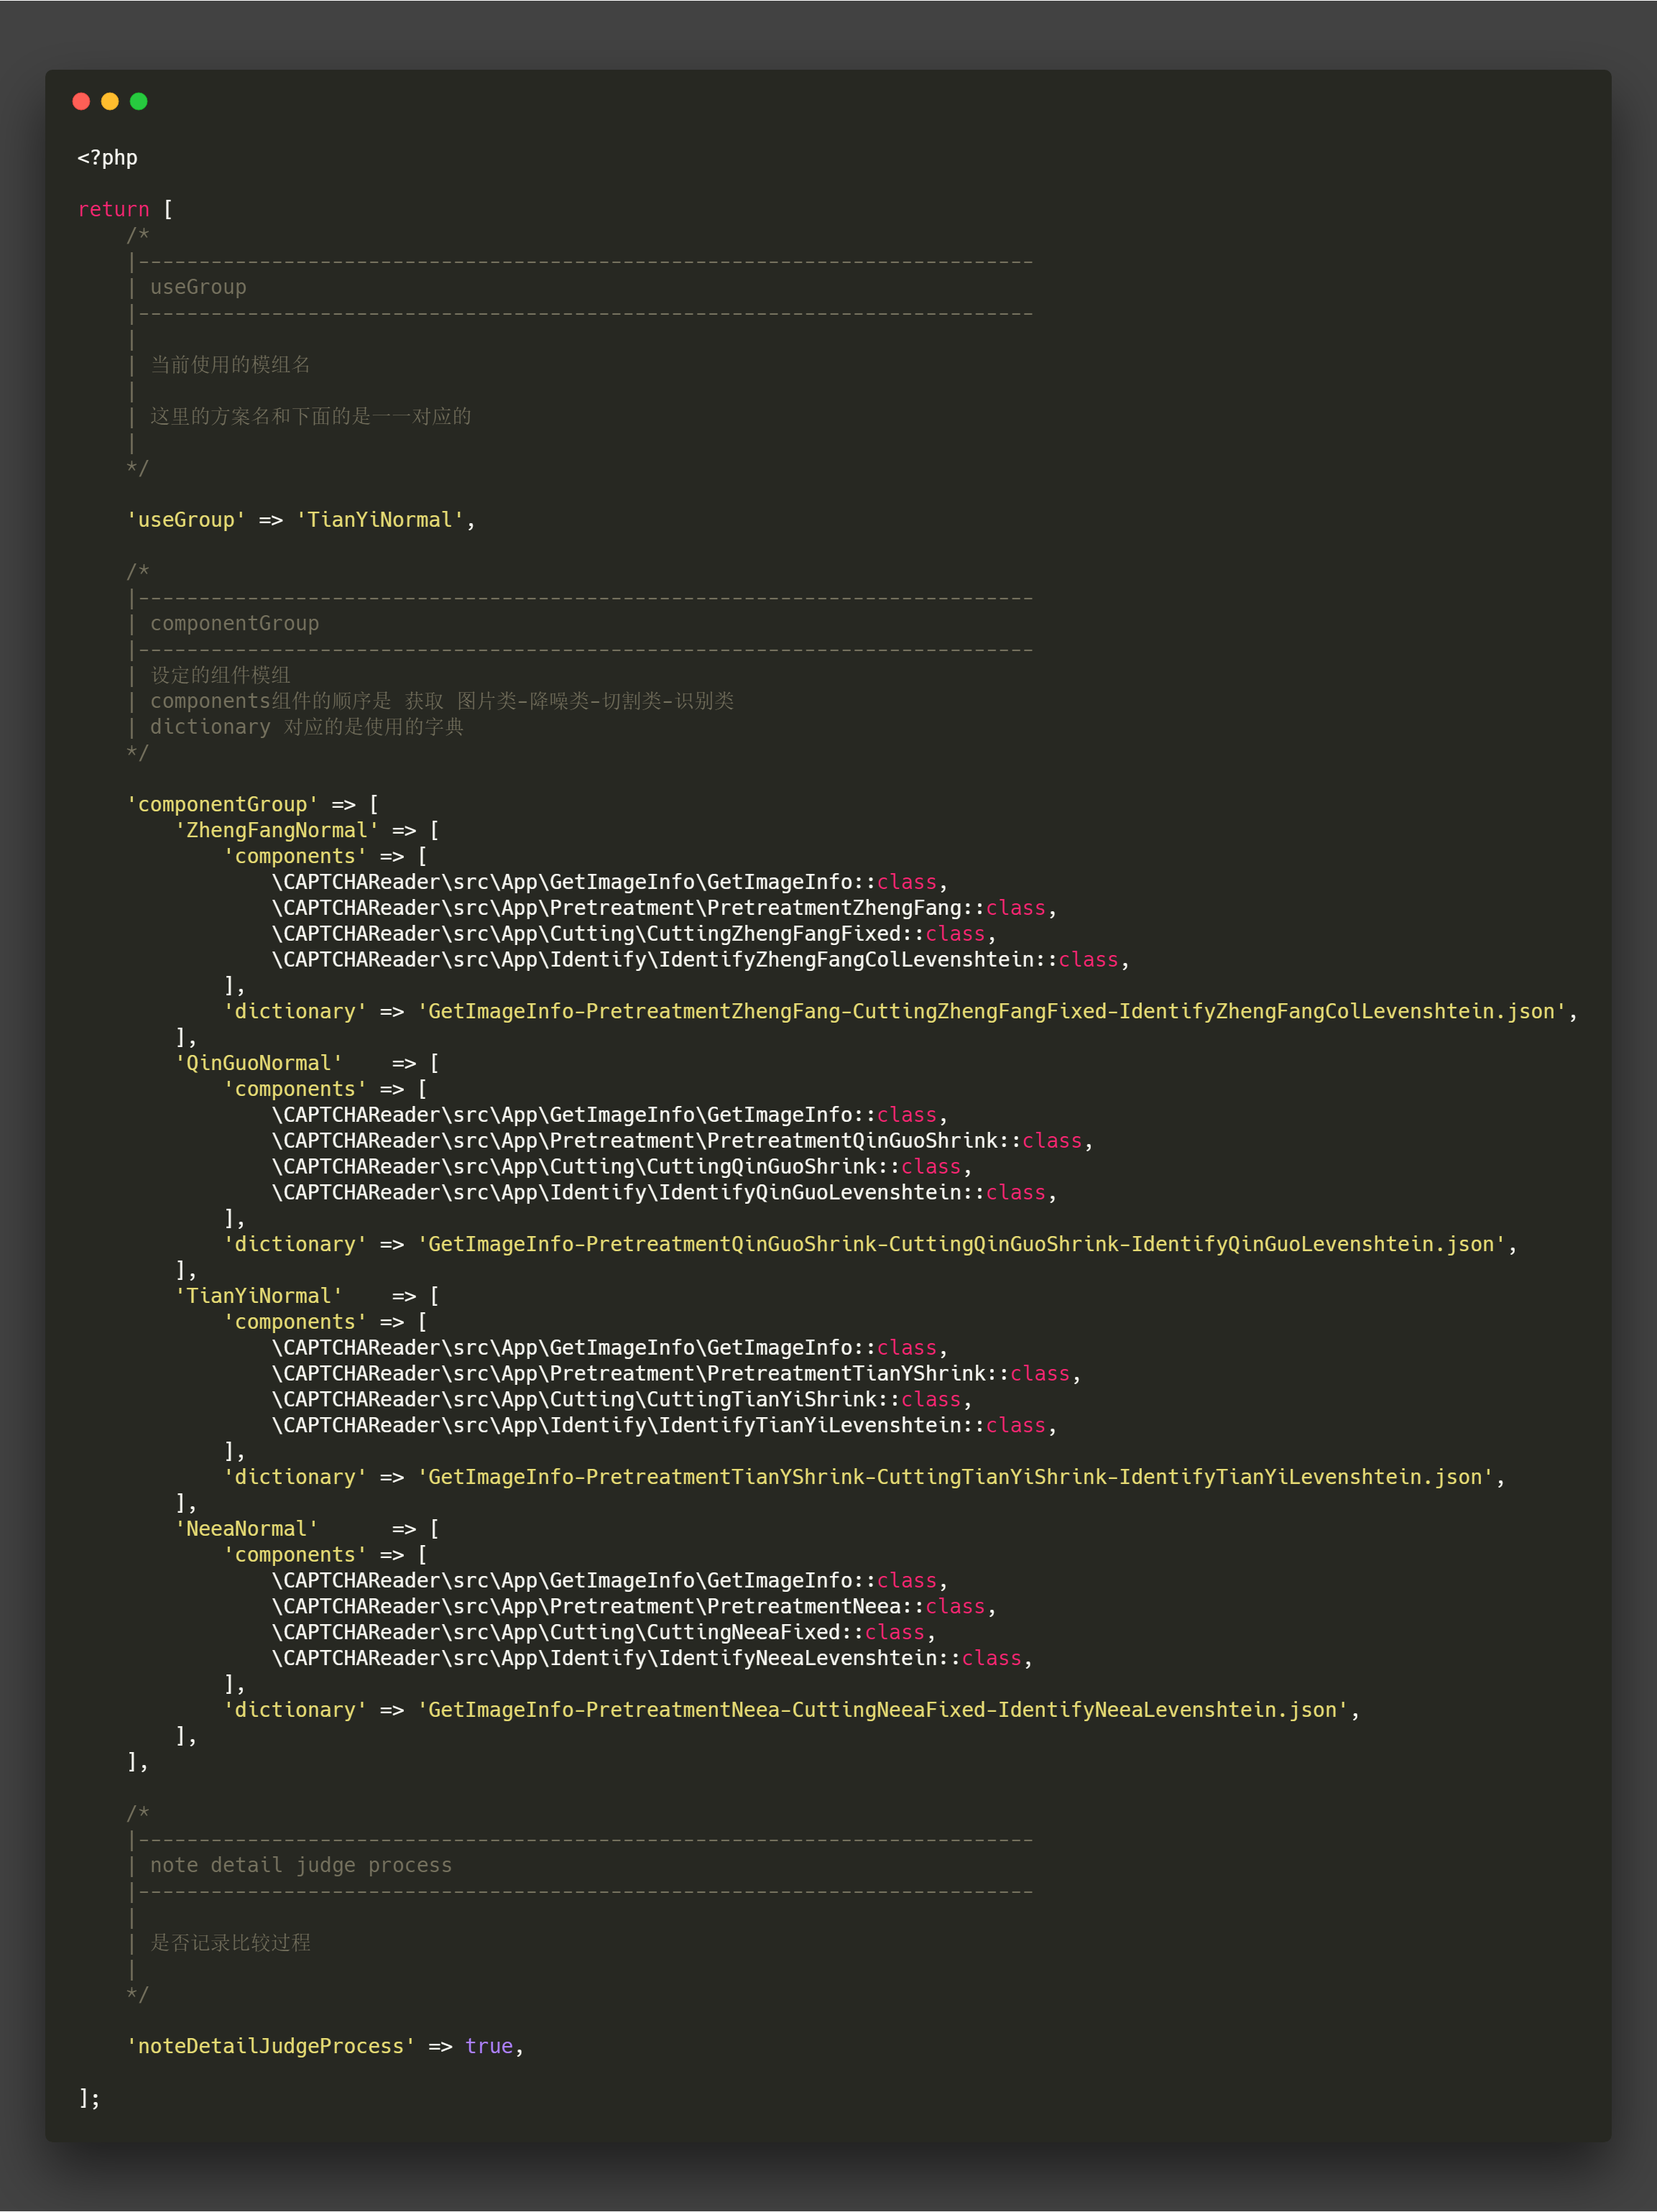 <?php
return [
    /*
    |--------------------------------------------------------------------------
    | useGroup
    |--------------------------------------------------------------------------
    |
    | 当前使用的模组名
    |
    | 这里的方案名和下面的是一一对应的
    |
    */
    'useGroup' => 'TianYiNormal',
    /*
    |--------------------------------------------------------------------------
    | componentGroup
    |--------------------------------------------------------------------------
    | 设定的组件模组
    | components组件的顺序是 获取 图片类-降噪类-切割类-识别类
    | dictionary 对应的是使用的字典
    */
    'componentGroup' => [
        'ZhengFangNormal' => [
            'components' => [
                \CAPTCHAReader\src\App\GetImageInfo\GetImageInfo::class,
                \CAPTCHAReader\src\App\Pretreatment\PretreatmentZhengFang::class,
                \CAPTCHAReader\src\App\Cutting\CuttingZhengFangFixed::class,
                \CAPTCHAReader\src\App\Identify\IdentifyZhengFangColLevenshtein::class,
            ],
            'dictionary' => 'GetImageInfo-PretreatmentZhengFang-CuttingZhengFangFixed-IdentifyZhengFangColLevenshtein.json',
        ],
        'QinGuoNormal'    => [
            'components' => [
                \CAPTCHAReader\src\App\GetImageInfo\GetImageInfo::class,
                \CAPTCHAReader\src\App\Pretreatment\PretreatmentQinGuoShrink::class,
                \CAPTCHAReader\src\App\Cutting\CuttingQinGuoShrink::class,
                \CAPTCHAReader\src\App\Identify\IdentifyQinGuoLevenshtein::class,
            ],
            'dictionary' => 'GetImageInfo-PretreatmentQinGuoShrink-CuttingQinGuoShrink-IdentifyQinGuoLevenshtein.json',
        ],
        'TianYiNormal'    => [
            'components' => [
                \CAPTCHAReader\src\App\GetImageInfo\GetImageInfo::class,
                \CAPTCHAReader\src\App\Pretreatment\PretreatmentTianYShrink::class,
                \CAPTCHAReader\src\App\Cutting\CuttingTianYiShrink::class,
                \CAPTCHAReader\src\App\Identify\IdentifyTianYiLevenshtein::class,
            ],
            'dictionary' => 'GetImageInfo-PretreatmentTianYShrink-CuttingTianYiShrink-IdentifyTianYiLevenshtein.json',
        ],
        'NeeaNormal'      => [
            'components' => [
                \CAPTCHAReader\src\App\GetImageInfo\GetImageInfo::class,
                \CAPTCHAReader\src\App\Pretreatment\PretreatmentNeea::class,
                \CAPTCHAReader\src\App\Cutting\CuttingNeeaFixed::class,
                \CAPTCHAReader\src\App\Identify\IdentifyNeeaLevenshtein::class,
            ],
            'dictionary' => 'GetImageInfo-PretreatmentNeea-CuttingNeeaFixed-IdentifyNeeaLevenshtein.json',
        ],
    ],
    /*
    |--------------------------------------------------------------------------
    | note detail judge process
    |--------------------------------------------------------------------------
    |
    | 是否记录比较过程
    |
    */
    'noteDetailJudgeProcess' => true,
];